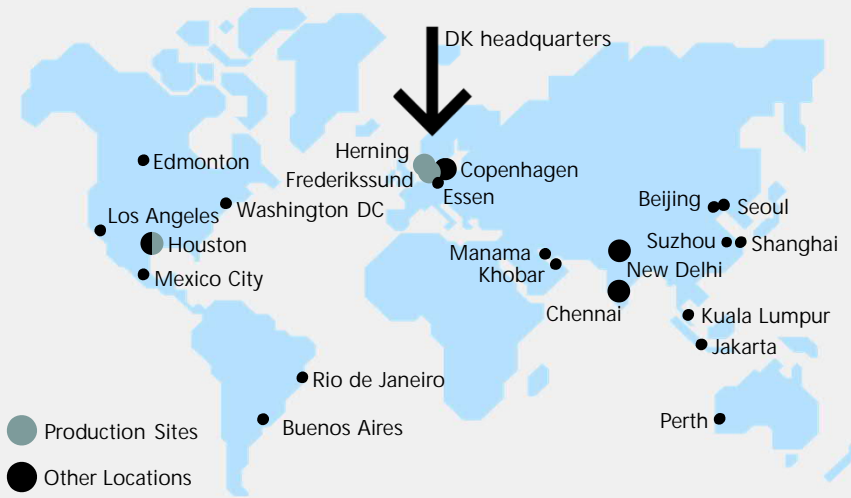 DK headquarters
Herning
Copenhagen
Frederikssund
Essen
Edmonton
Washington DC
Los Angeles
Houston
Mexico City
Beijing
Seoul
Suzhou
Shanghai
Manama
Khobar
New Delhi
Chennai
Kuala Lumpur
Jakarta
Rio de Janeiro
Buenos Aires
Perth
Production Sites
Other Locations